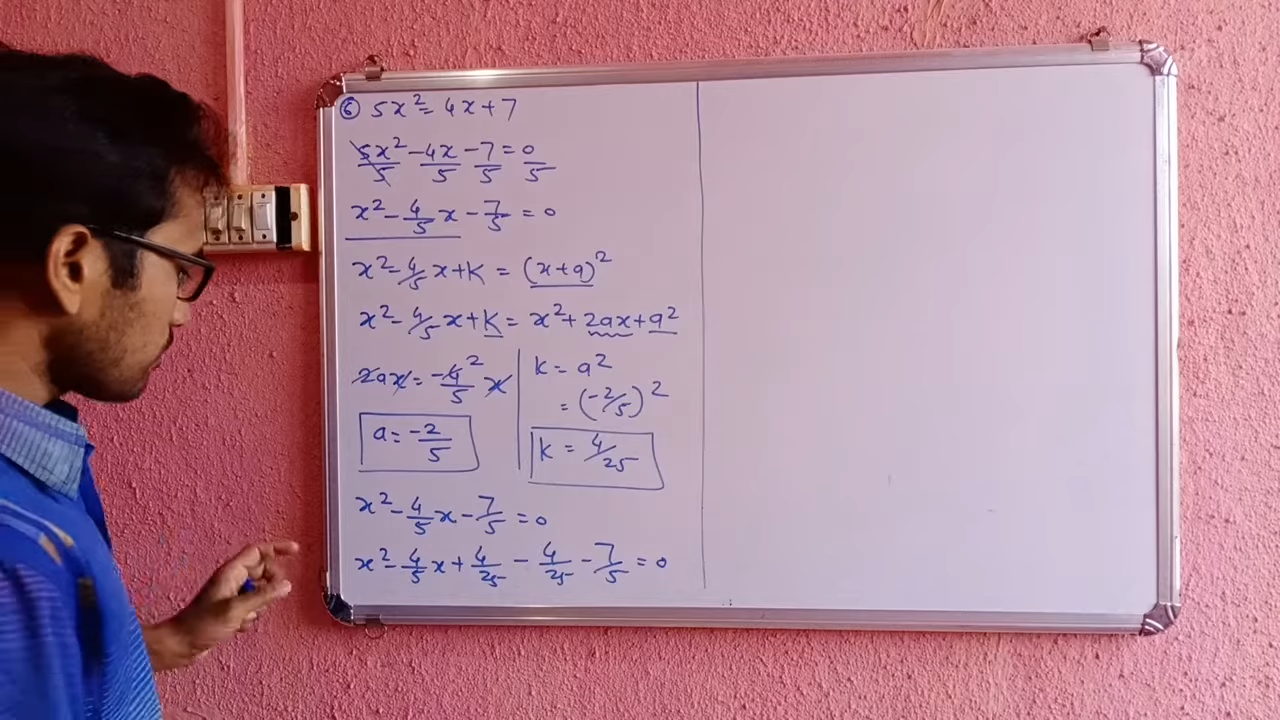 ⑥ 5x² = 4x + 7
5x²/5 - 4x/5 - 7/5 = 0/5
x² - 4/5 x - 7/5 = 0
x² - 4/5 x + k = (x + a)²
x² - 4/5 x + k = x² + 2ax + a²
2ax = -4/5 x 2
a = -2/5
k = a²
= (-2/5)²
k = 4/25
x² - 4/5 x - 7/5 = 0
x² - 4/5 x + 4/25 - 4/25 - 7/5 = 0